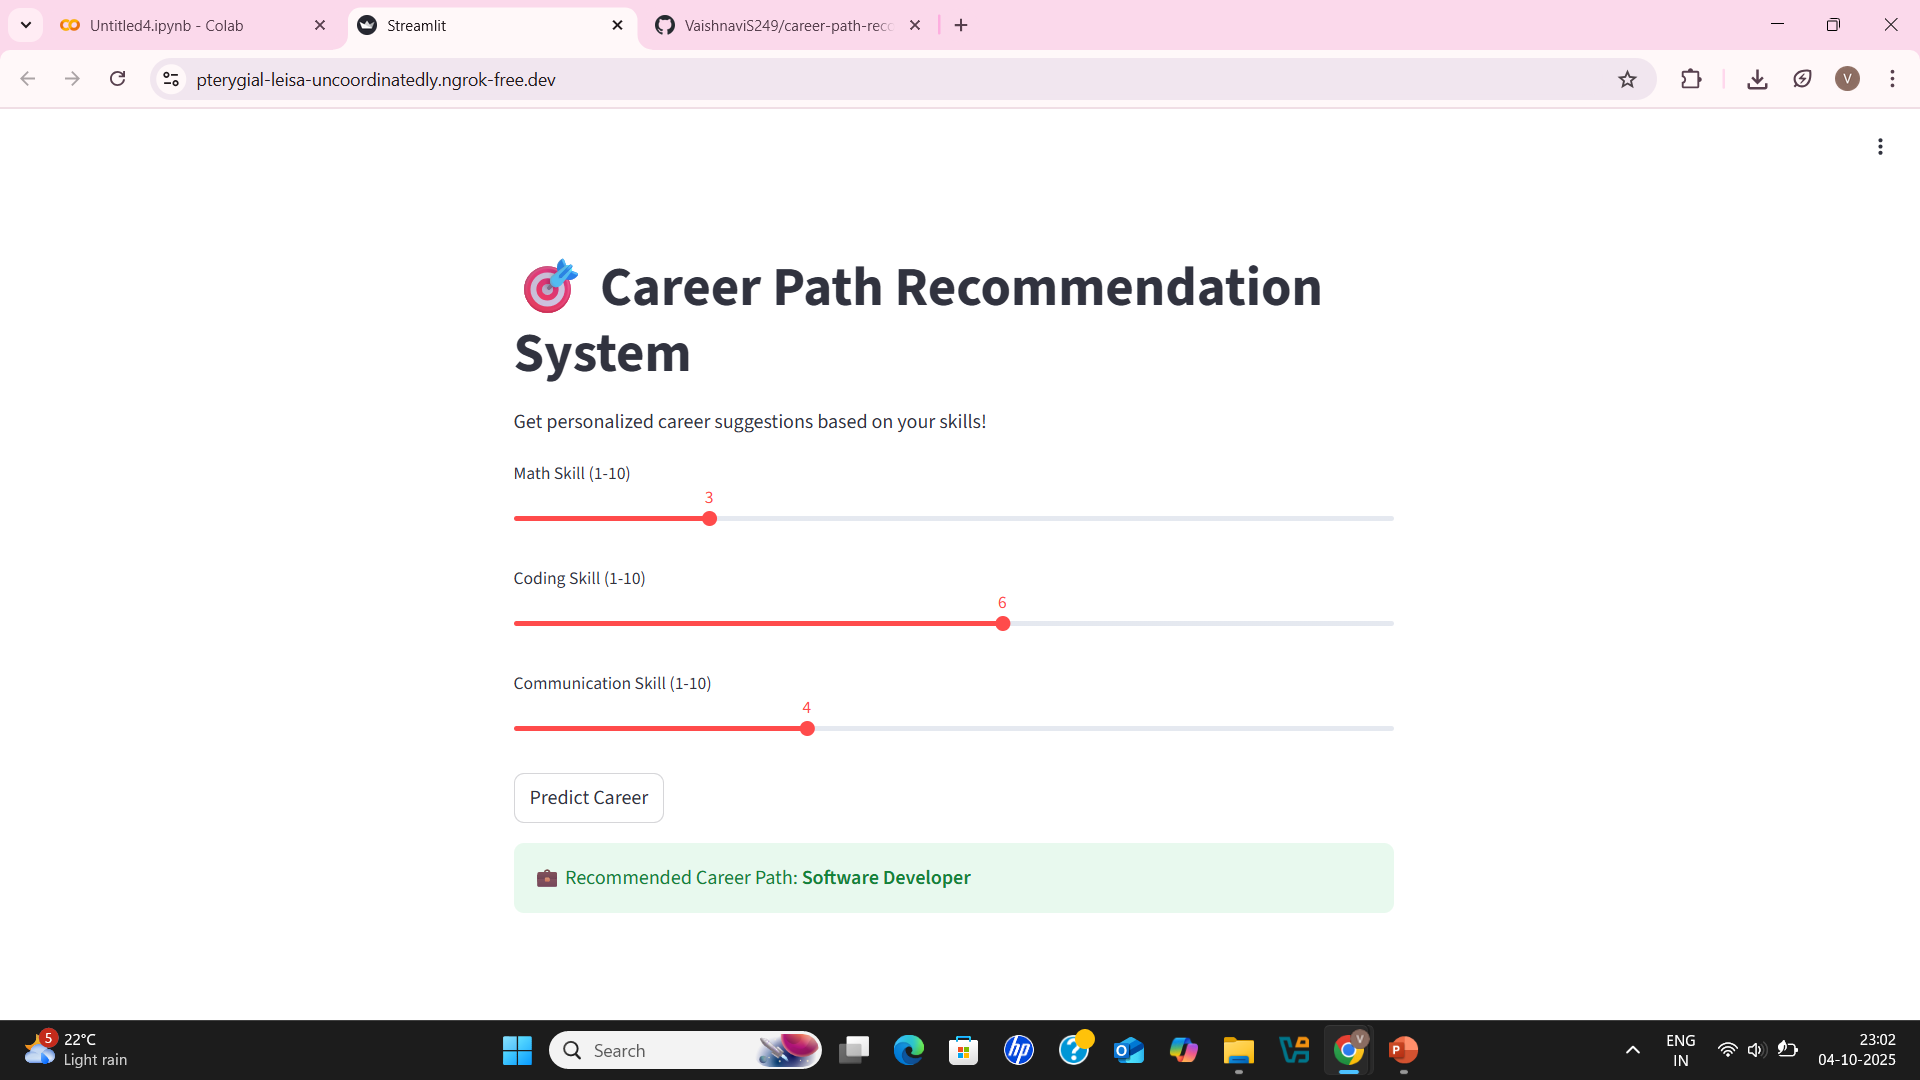 Untitled4.ipynb - Colab
Streamlit
VaishnaviS249/career-path-reco
pterygial-leisa-uncoordinatedly.ngrok-free.dev
V
Career Path Recommendation
System
Get personalized career suggestions based on your skills!
Math Skill (1-10)
3
Coding Skill (1-10)
6
Communication Skill (1-10)
4
Predict Career
💼 Recommended Career Path: Software Developer
5
22°C
Light rain
Search
ENG
IN
23:02
04-10-2025